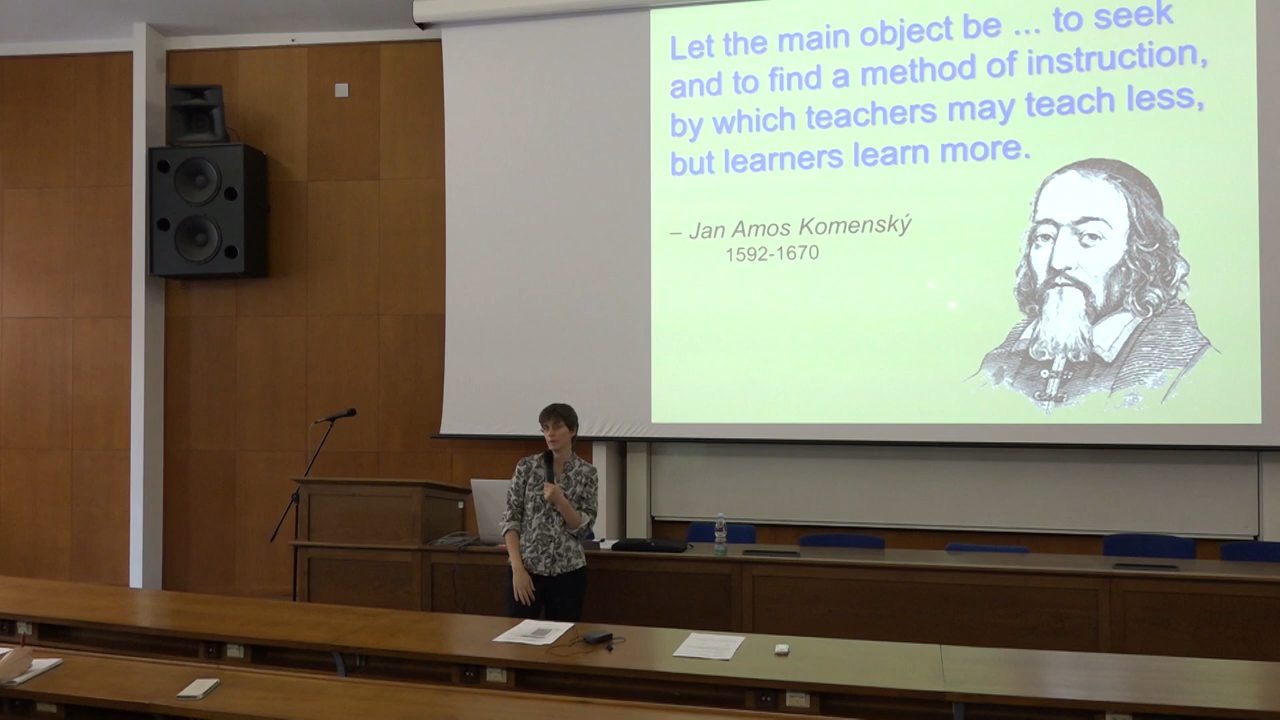 Let the main object be ... to seek
and to find a method of instruction,
by which teachers may teach less,
but learners learn more.
– Jan Amos Komenský
1592-1670